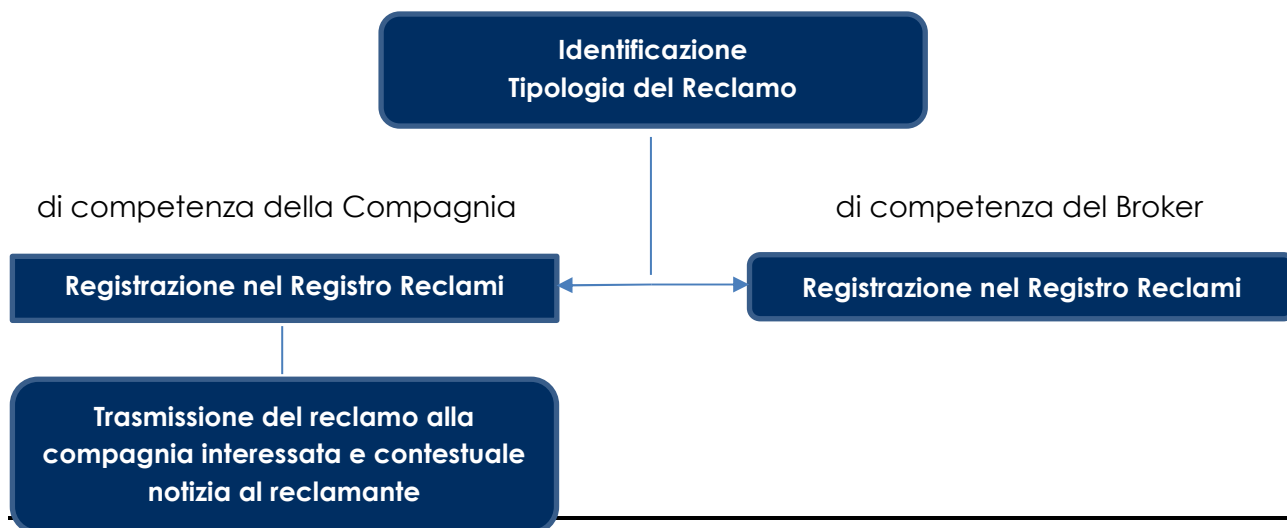 Identificazione
Tipologia del Reclamo
di competenza della Compagnia
di competenza del Broker
Registrazione nel Registro Reclami
Registrazione nel Registro Reclami
Trasmissione del reclamo alla
compagnia interessata e contestuale
notizia al reclamante